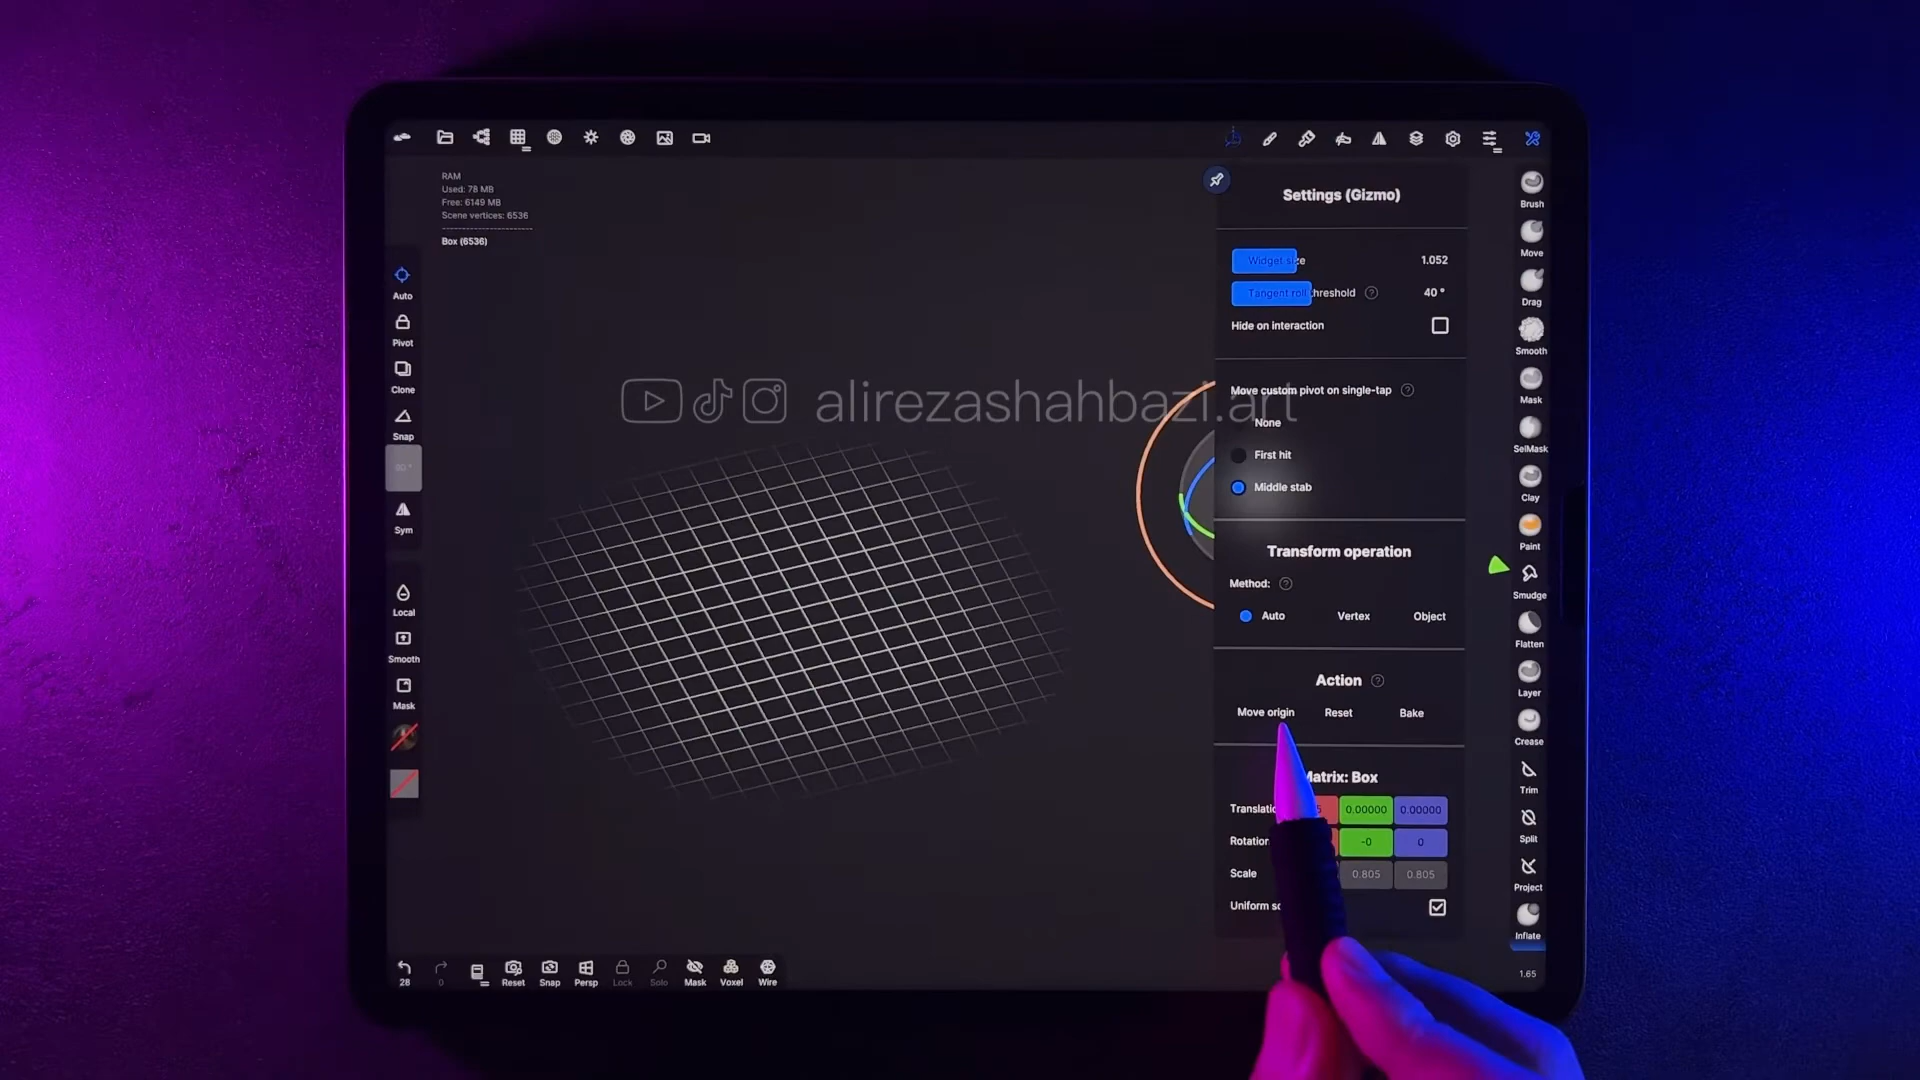 RAM
Used: 78 MB
Free: 6149 MB
Scene vertices: 6536
Box (6536)
Auto
Pivot
Clone
Snap
Sym
Local
Smooth
Mask
alirezashahbazi.art
Settings (Gizmo)
Widget size 1.052
Tangent roll threshold ? 40°
Hide on interaction
Move custom pivot on single-tap ?
None
First hit
Middle stab
Transform operation
Method: ?
Auto Vertex Object
Action ?
Move origin Reset Bake
Matrix: Box
0.00000 0.00000
-0 0
Scale 0.805 0.805
Uniform
Brush
Move
Drag
Smooth
Mask
SelMask
Clay
Paint
Smudge
Flatten
Layer
Crease
Trim
Split
Project
Inflate
1.65
28 0 Reset Snap Persp Lock Solo Mask Voxel Wire